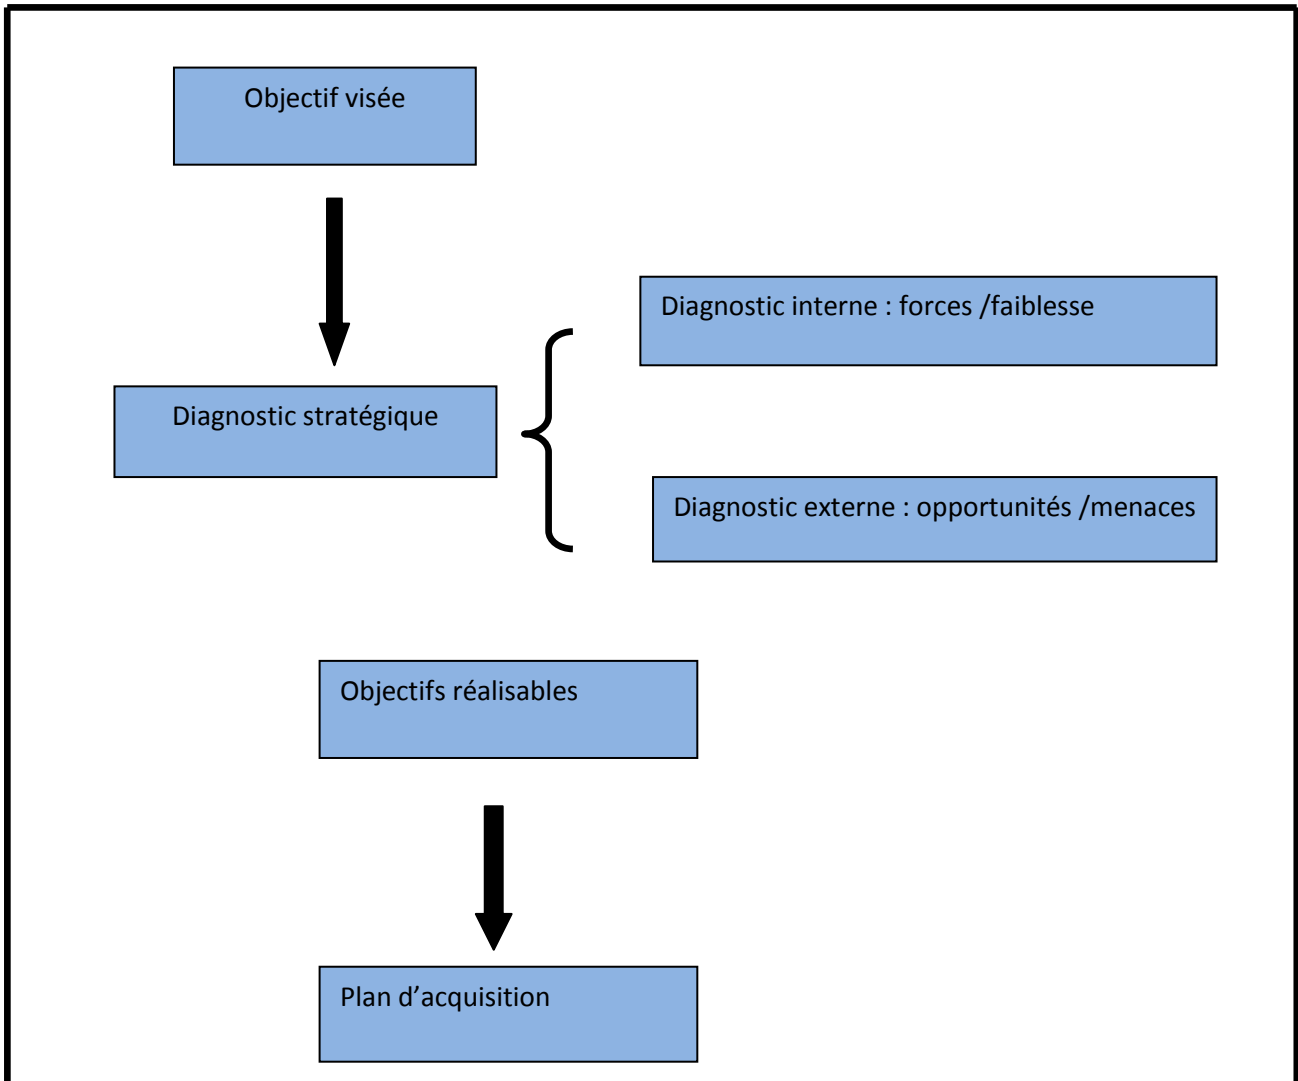 Objectif visée
Diagnostic interne : forces /faiblesse
Diagnostic stratégique
Diagnostic externe : opportunités /menaces
Objectifs réalisables
Plan d’acquisition